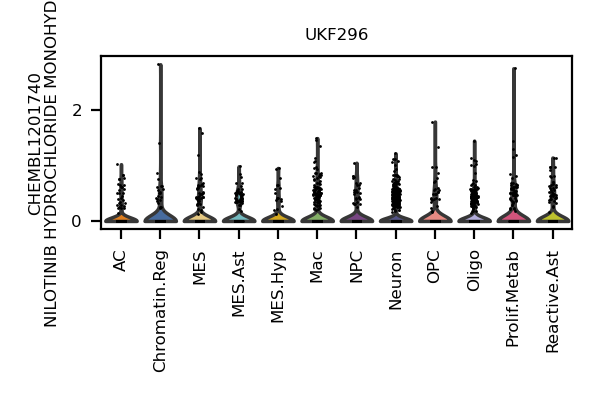 UKF296
CHEMBL1201740
NILOTINIB HYDROCHLORIDE MONOHYD
2
0
AC
Chromatin.Reg
MES
MES.Ast
MES.Hyp
Mac
NPC
Neuron
OPC
Oligo
Prolif.Metab
Reactive.Ast